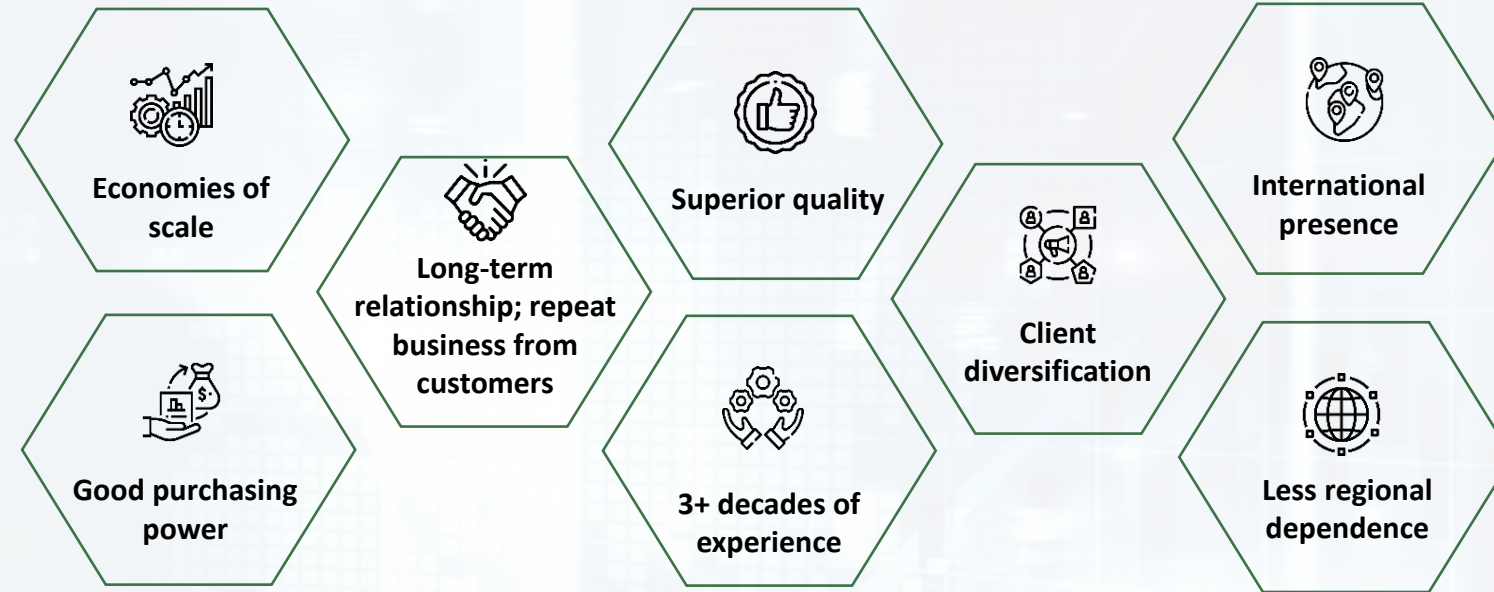 Economies of
scale
Good purchasing
power
Long-term
relationship; repeat
business from
customers
Superior quality
3+ decades of
experience
Client
diversification
International
presence
Less regional
dependence